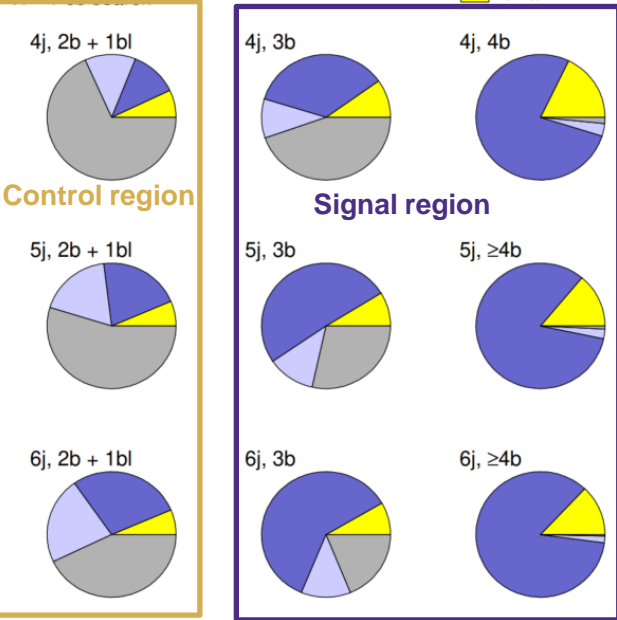 4j, 2b + 1bl
4j, 3b
4j, 4b
Control region
Signal region
5j, 2b + 1bl
5j, 3b
5j, ≥4b
6j, 2b + 1bl
6j, 3b
6j, ≥4b